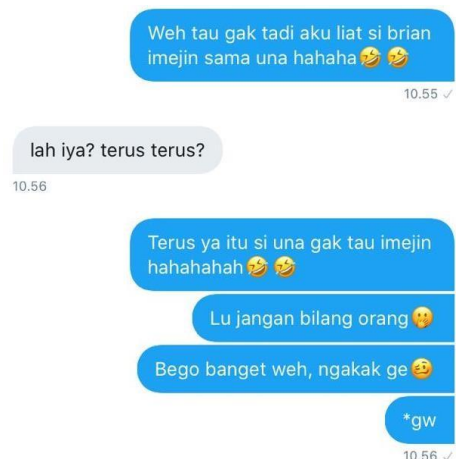 Weh tau gak tadi aku liat si brian
imejin sama una hahaha🤣 🤣
10.55 ✓
lah iya? terus terus?
10.56
Terus ya itu si una gak tau imejin
hahahahah🤣 🤣
Lu jangan bilang orang🤫
Bego banget weh, ngakak ge🥴
*gw
10.56 ✓